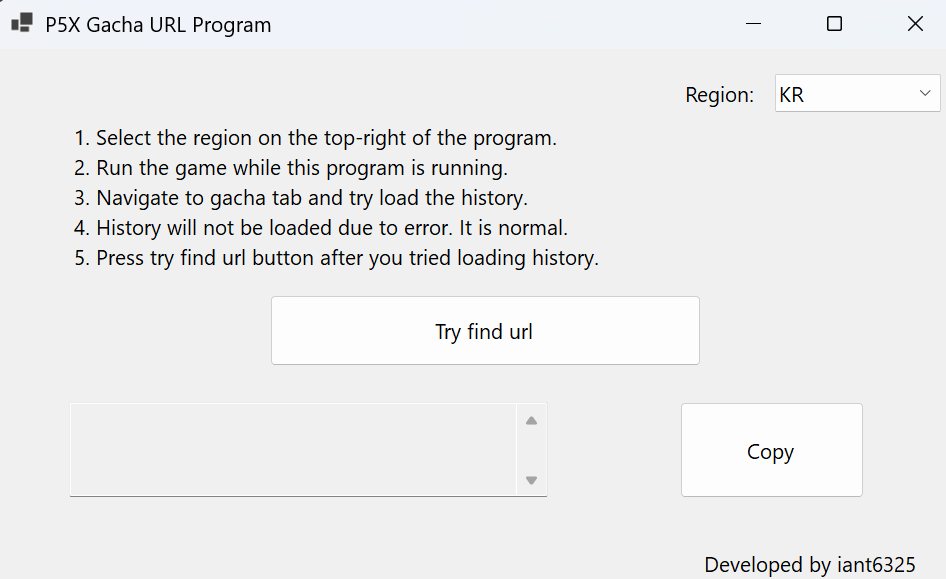 P5X Gacha URL Program
Region: KR
1. Select the region on the top-right of the program.
2. Run the game while this program is running.
3. Navigate to gacha tab and try load the history.
4. History will not be loaded due to error. It is normal.
5. Press try find url button after you tried loading history.
Try find url
Copy
Developed by iant6325